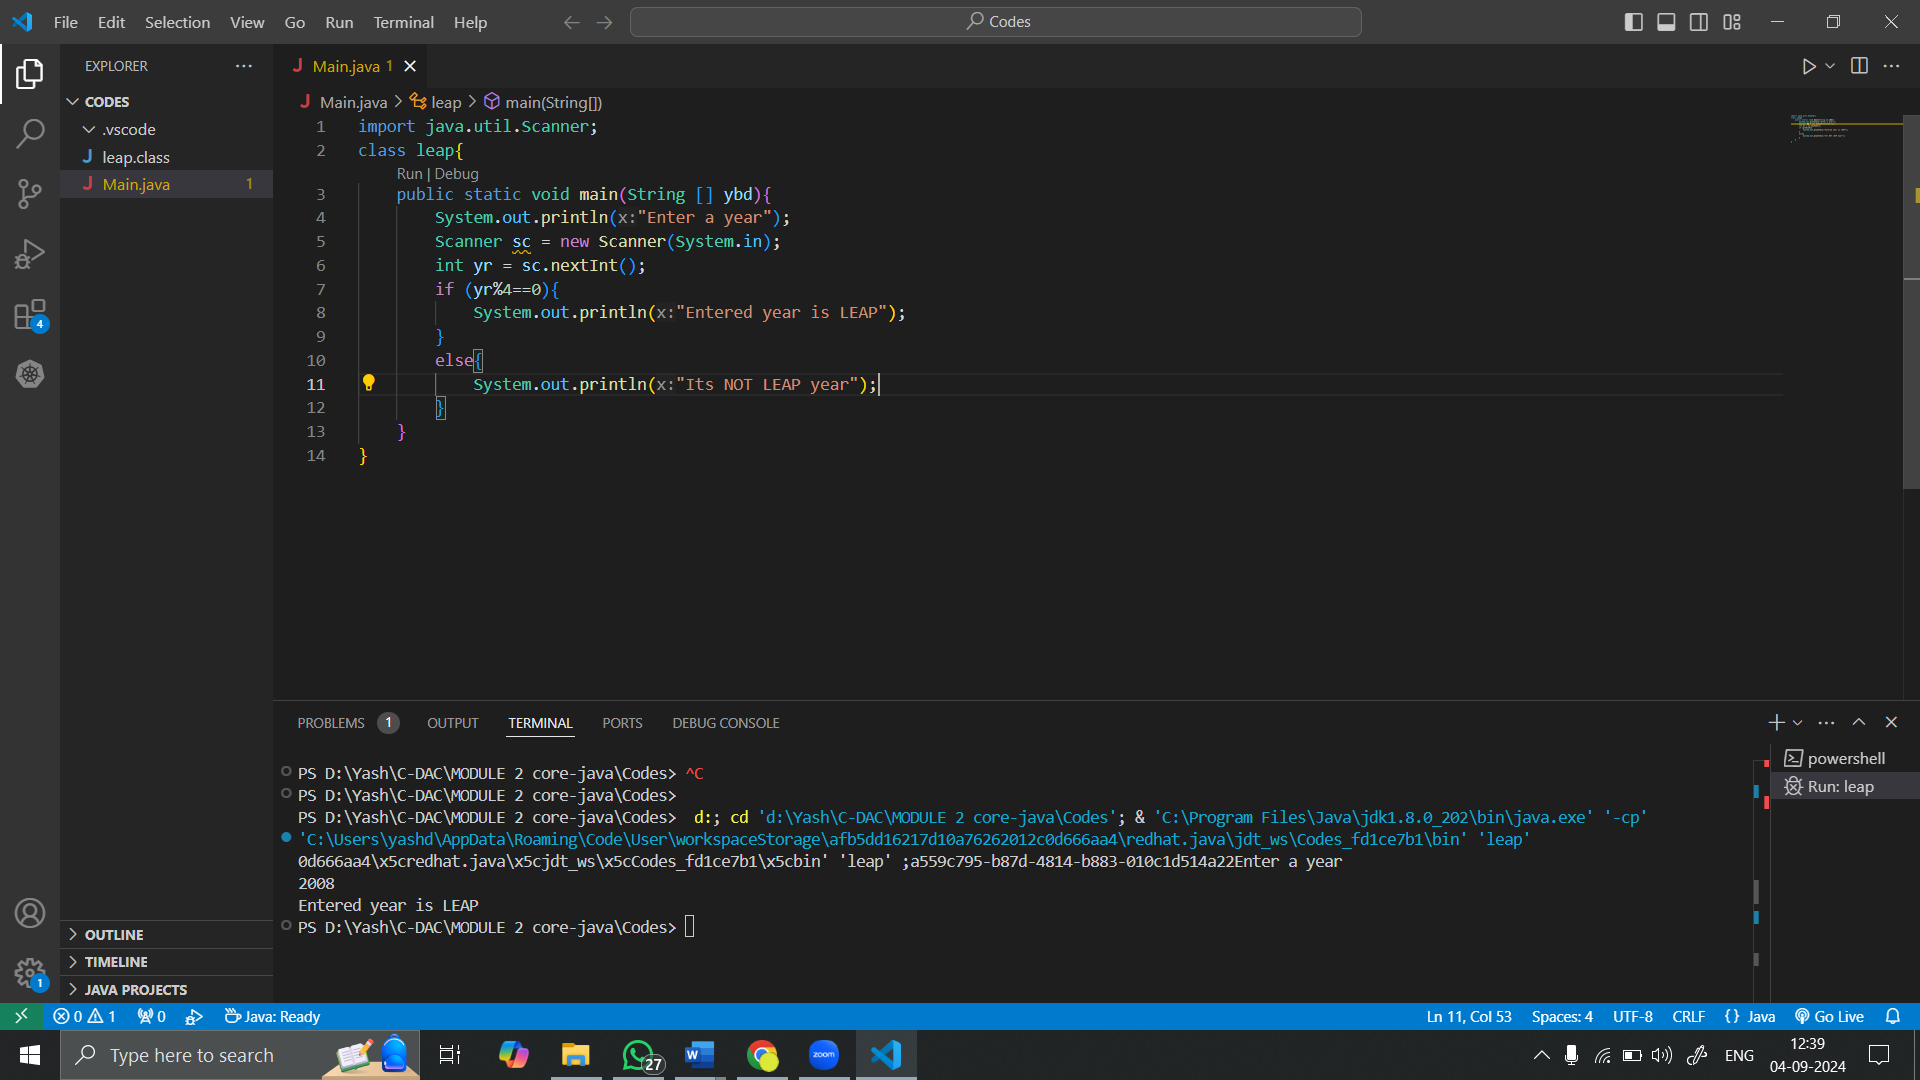 File Edit Selection View Go Run Terminal Help
Codes
EXPLORER
CODES
.vscode
leap.class
Main.java 1
OUTLINE
TIMELINE
JAVA PROJECTS
Main.java 1
Main.java > leap > main(String[])
1 import java.util.Scanner;
2 class leap{
Run | Debug
3 public static void main(String [] ybd){
4 System.out.println(x:"Enter a year");
5 Scanner sc = new Scanner(System.in);
6 int yr = sc.nextInt();
7 if (yr%4==0){
8 System.out.println(x:"Entered year is LEAP");
9 }
10 else{
11 System.out.println(x:"Its NOT LEAP year");
12 }
13 }
14 }
PROBLEMS 1 OUTPUT TERMINAL PORTS DEBUG CONSOLE
PS D:\Yash\C-DAC\MODULE 2 core-java\Codes> ^C
PS D:\Yash\C-DAC\MODULE 2 core-java\Codes>
PS D:\Yash\C-DAC\MODULE 2 core-java\Codes> d:; cd 'd:\Yash\C-DAC\MODULE 2 core-java\Codes'; & 'C:\Program Files\Java\jdk1.8.0_202\bin\java.exe' '-cp'
'C:\Users\yashd\AppData\Roaming\Code\User\workspaceStorage\afb5dd16217d10a76262012c0d666aa4\redhat.java\jdt_ws\Codes_fd1ce7b1\bin' 'leap'
0d666aa4\x5credhat.java\x5cjdt_ws\x5cCodes_fd1ce7b1\x5cbin' 'leap' ;a559c795-b87d-4814-b883-010c1d514a22Enter a year
2008
Entered year is LEAP
PS D:\Yash\C-DAC\MODULE 2 core-java\Codes>
powershell
Run: leap
4
1
0 1 0 Java: Ready
Ln 11, Col 53 Spaces: 4 UTF-8 CRLF {} Java Go Live
Type here to search
27
W
zoom
ENG
12:39
04-09-2024